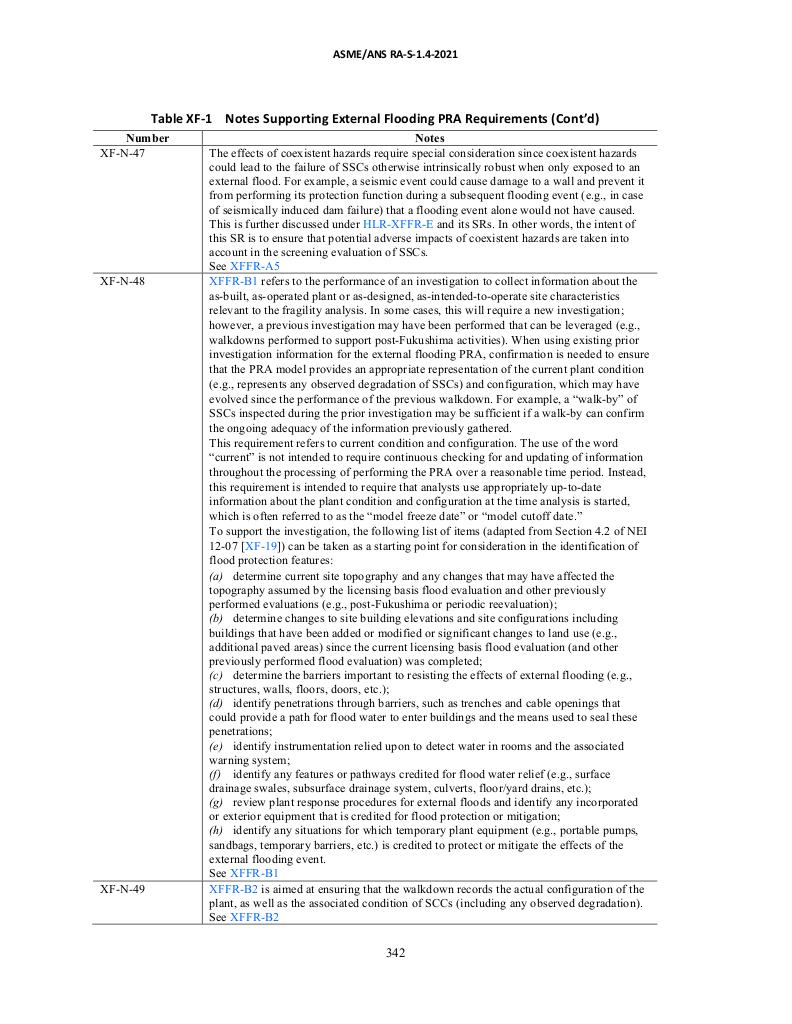 ASME/ANS RA-S-1.4-2021
Table XF-1 Notes Supporting External Flooding PRA Requirements (Cont’d)
Number Notes
XF-N-47 The effects of coexistent hazards require special consideration since coexistent hazards
could lead to the failure of SSCs otherwise intrinsically robust when only exposed to an
external flood. For example, a seismic event could cause damage to a wall and prevent it
from performing its protection function during a subsequent flooding event (e.g., in case
of seismically induced dam failure) that a flooding event alone would not have caused.
This is further discussed under HLR-XFFR-E and its SRs. In other words, the intent of
this SR is to ensure that potential adverse impacts of coexistent hazards are taken into
account in the screening evaluation of SSCs.
See XFFR-A5
XF-N-48 XFFR-B1 refers to the performance of an investigation to collect information about the
as-built, as-operated plant or as-designed, as-intended-to-operate site characteristics
relevant to the fragility analysis. In some cases, this will require a new investigation;
however, a previous investigation may have been performed that can be leveraged (e.g.,
walkdowns performed to support post-Fukushima activities). When using existing prior
investigation information for the external flooding PRA, confirmation is needed to ensure
that the PRA model provides an appropriate representation of the current plant condition
(e.g., represents any observed degradation of SSCs) and configuration, which may have
evolved since the performance of the previous walkdown. For example, a “walk-by” of
SSCs inspected during the prior investigation may be sufficient if a walk-by can confirm
the ongoing adequacy of the information previously gathered.
This requirement refers to current condition and configuration. The use of the word
“current” is not intended to require continuous checking for and updating of information
throughout the processing of performing the PRA over a reasonable time period. Instead,
this requirement is intended to require that analysts use appropriately up-to-date
information about the plant condition and configuration at the time analysis is started,
which is often referred to as the “model freeze date” or “model cutoff date.”
To support the investigation, the following list of items (adapted from Section 4.2 of NEI
12-07 [XF-19]) can be taken as a starting point for consideration in the identification of
flood protection features:
(a) determine current site topography and any changes that may have affected the
topography assumed by the licensing basis flood evaluation and other previously
performed evaluations (e.g., post-Fukushima or periodic reevaluation);
(b) determine changes to site building elevations and site configurations including
buildings that have been added or modified or significant changes to land use (e.g.,
additional paved areas) since the current licensing basis flood evaluation (and other
previously performed flood evaluation) was completed;
(c) determine the barriers important to resisting the effects of external flooding (e.g.,
structures, walls, floors, doors, etc.);
(d) identify penetrations through barriers, such as trenches and cable openings that
could provide a path for flood water to enter buildings and the means used to seal these
penetrations;
(e) identify instrumentation relied upon to detect water in rooms and the associated
warning system;
(f) identify any features or pathways credited for flood water relief (e.g., surface
drainage swales, subsurface drainage system, culverts, floor/yard drains, etc.);
(g) review plant response procedures for external floods and identify any incorporated
or exterior equipment that is credited for flood protection or mitigation;
(h) identify any situations for which temporary plant equipment (e.g., portable pumps,
sandbags, temporary barriers, etc.) is credited to protect or mitigate the effects of the
external flooding event.
See XFFR-B1
XF-N-49 XFFR-B2 is aimed at ensuring that the walkdown records the actual configuration of the
plant, as well as the associated condition of SCCs (including any observed degradation).
See XFFR-B2
342